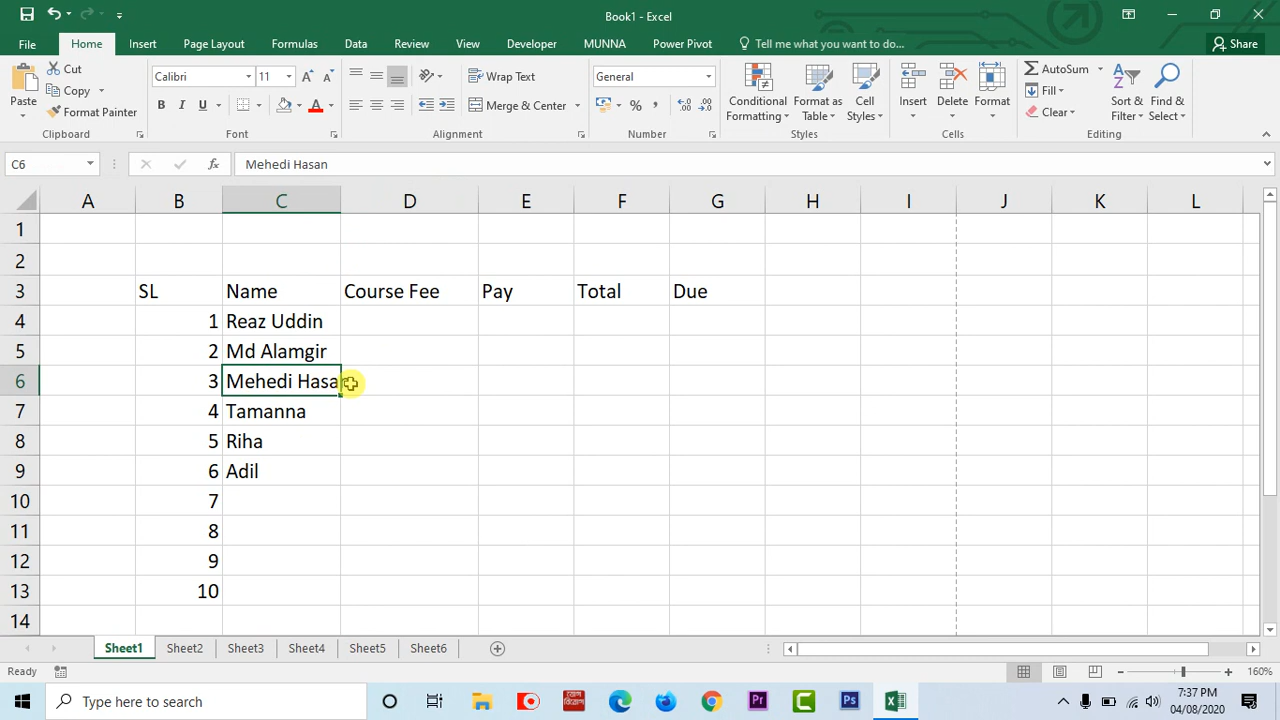 Book1 - Excel
File Home Insert Page Layout Formulas Data Review View Developer MUNNA Power Pivot Tell me what you want to do... Share
Paste Cut Copy Format Painter
Calibri 11
B I U A
Wrap Text
Merge & Center
General
Conditional Formatting Format as Table Cell Styles
Insert Delete Format
AutoSum Fill Clear
Sort & Filter Find & Select
Clipboard Font Alignment Number Styles Cells Editing
C6 fx Mehedi Hasan
A B C D E F G H I J K L
1
2
3 SL Name Course Fee Pay Total Due
4 1 Reaz Uddin
5 2 Md Alamgir
6 3 Mehedi Hasa
7 4 Tamanna
8 5 Riha
9 6 Adil
10 7
11 8
12 9
13 10
14
Sheet1 Sheet2 Sheet3 Sheet4 Sheet5 Sheet6
Ready 160%
Type here to search Pr Ps 7:37 PM
04/08/2020